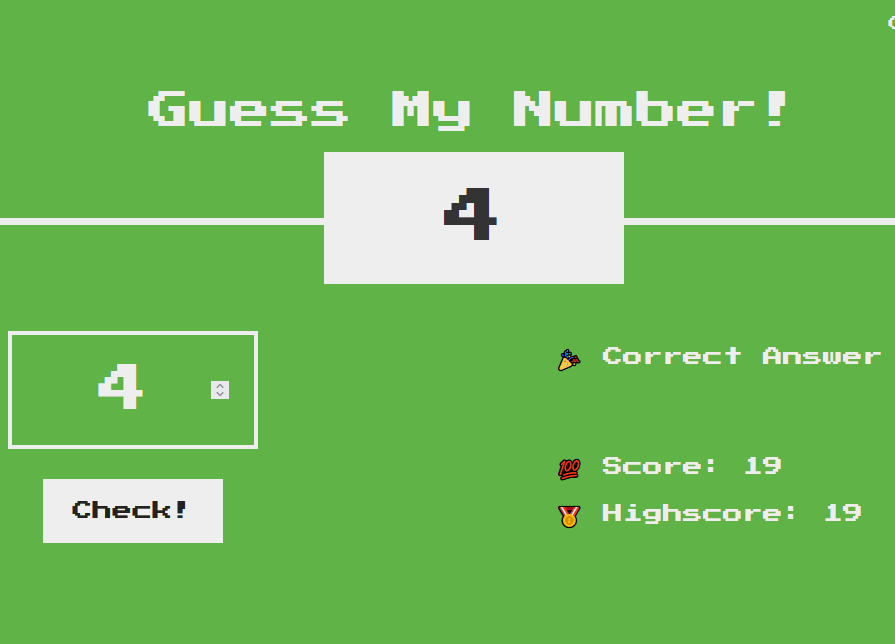 Guess My Number!
4
4
Check!
🎉 Correct Answer
💯 Score: 19
🥇 Highscore: 19